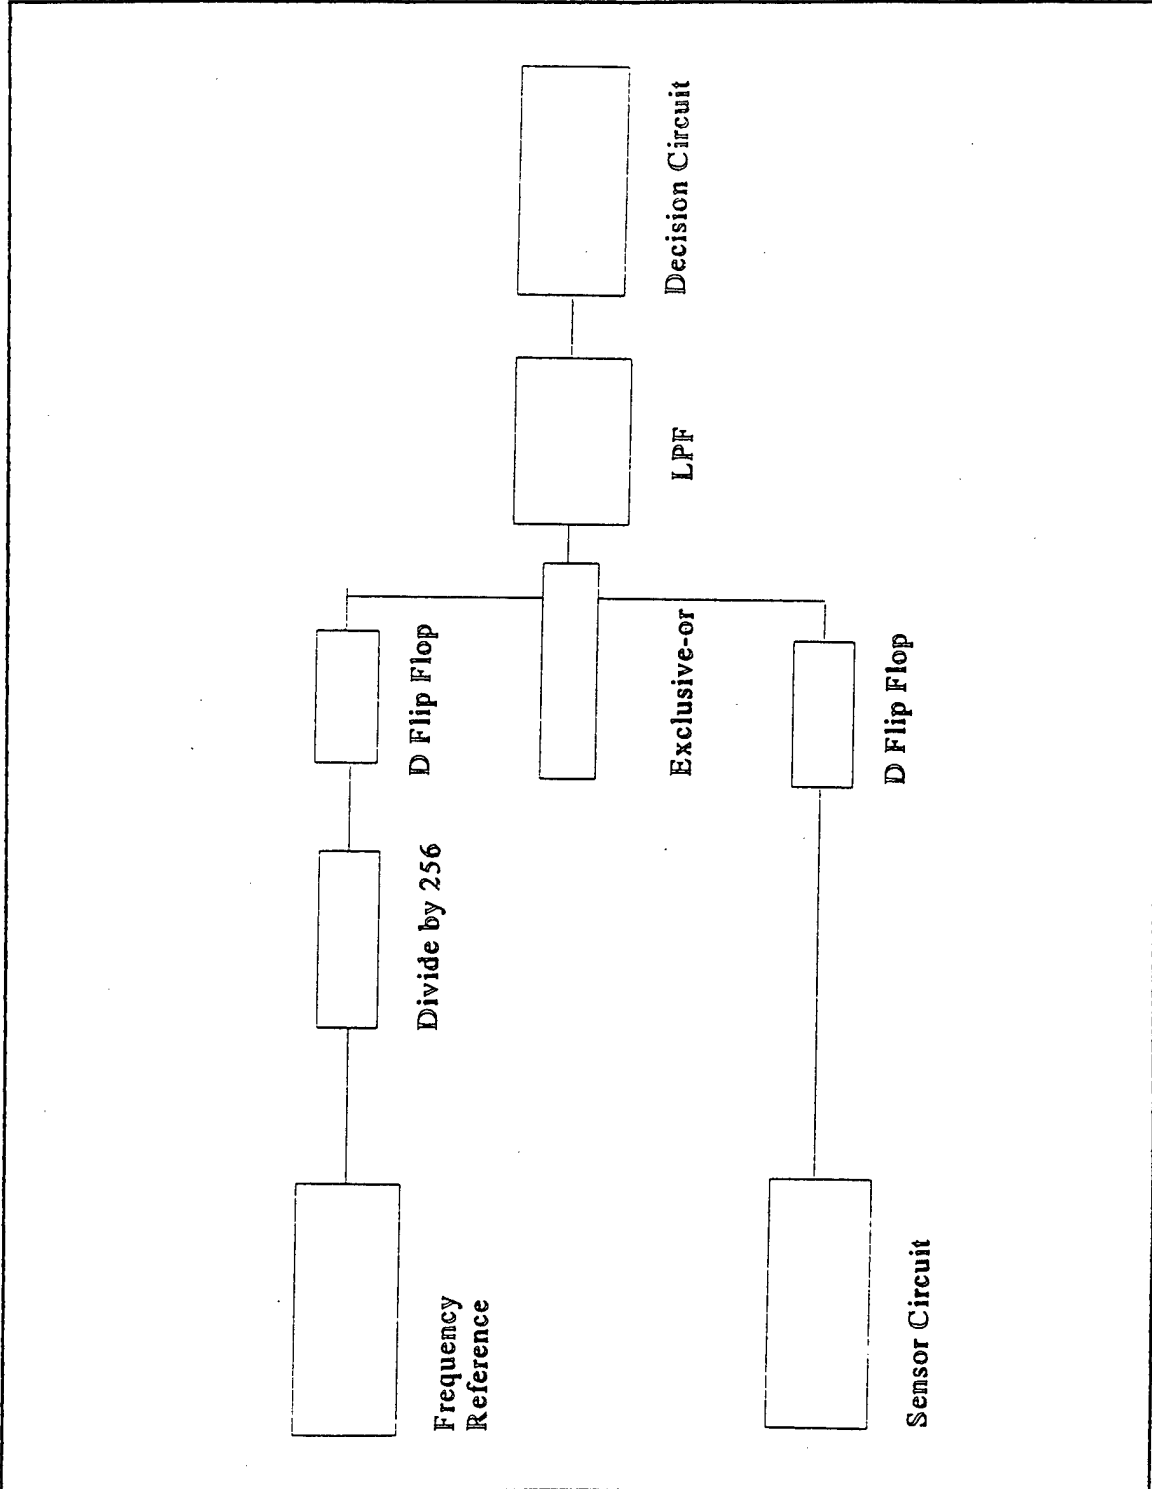 Frequency
Reference
Divide by 256
D Flip Flop
Exclusive-or
LPF
Decision Circuit
Sensor Circuit
D Flip Flop